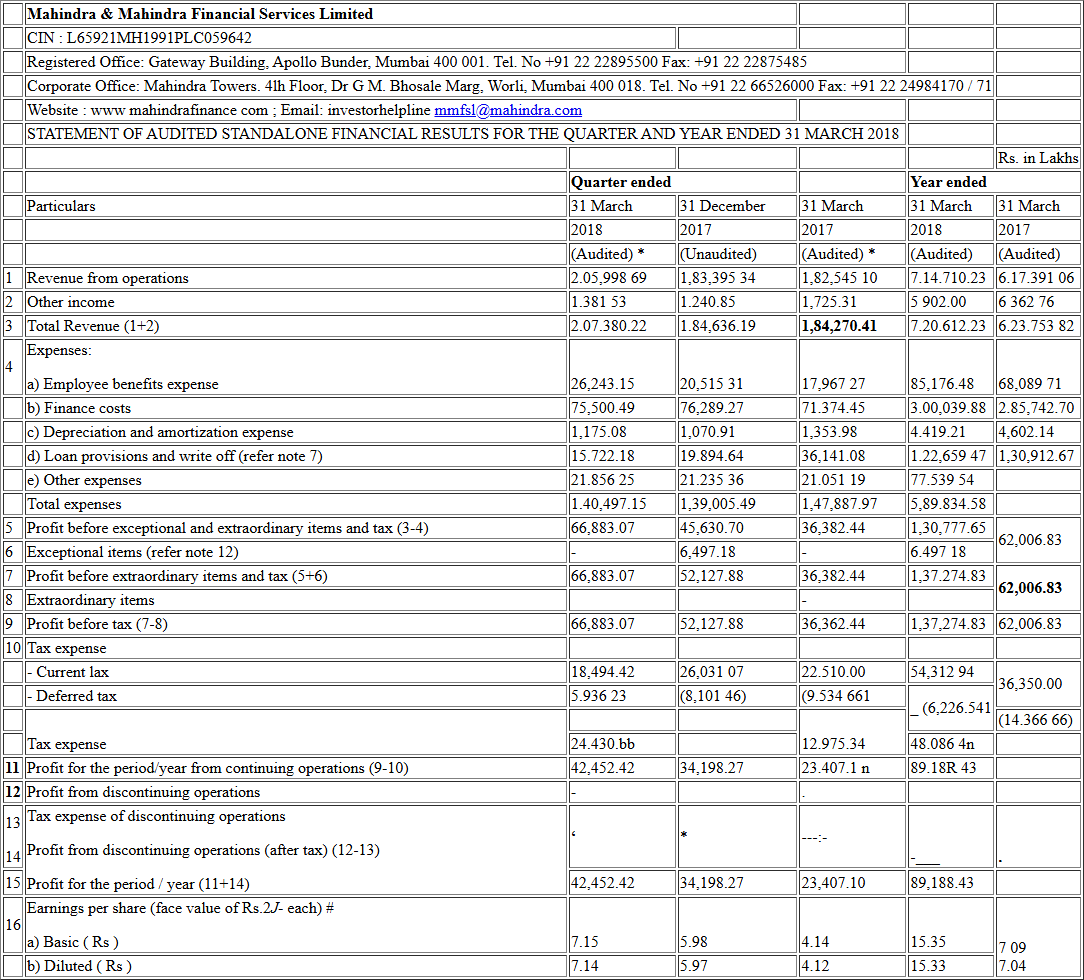 Mahindra & Mahindra Financial Services Limited
CIN : L65921MH1991PLC059642
Registered Office: Gateway Building, Apollo Bunder, Mumbai 400 001. Tel. No +91 22 22895500 Fax: +91 22 22875485
Corporate Office: Mahindra Towers. 4lh Floor, Dr G M. Bhosale Marg, Worli, Mumbai 400 018. Tel. No +91 22 66526000 Fax: +91 22 24984170 / 71
Website : www mahindrafinance com ; Email: investorhelpline mmfsl@mahindra.com
STATEMENT OF AUDITED STANDALONE FINANCIAL RESULTS FOR THE QUARTER AND YEAR ENDED 31 MARCH 2018
Rs. in Lakhs
Quarter ended Year ended
Particulars 31 March 31 December 31 March 31 March 31 March
2018 2017 2017 2018 2017
(Audited) * (Unaudited) (Audited) * (Audited) (Audited)
1 Revenue from operations 2.05,998 69 1,83,395 34 1,82,545 10 7.14.710.23 6.17.391 06
2 Other income 1.381 53 1.240.85 1,725.31 5 902.00 6 362 76
3 Total Revenue (1+2) 2.07.380.22 1.84,636.19 1,84,270.41 7.20.612.23 6.23.753 82
4 Expenses:
a) Employee benefits expense 26,243.15 20,515 31 17,967 27 85,176.48 68,089 71
b) Finance costs 75,500.49 76,289.27 71.374.45 3.00,039.88 2.85,742.70
c) Depreciation and amortization expense 1,175.08 1,070.91 1,353.98 4.419.21 4,602.14
d) Loan provisions and write off (refer note 7) 15.722.18 19.894.64 36,141.08 1.22,659 47 1,30,912.67
e) Other expenses 21.856 25 21.235 36 21.051 19 77.539 54
Total expenses 1.40,497.15 1,39,005.49 1,47,887.97 5,89.834.58
5 Profit before exceptional and extraordinary items and tax (3-4) 66,883.07 45,630.70 36,382.44 1,30,777.65 62,006.83
6 Exceptional items (refer note 12) - 6,497.18 - 6.497 18
7 Profit before extraordinary items and tax (5+6) 66,883.07 52,127.88 36,382.44 1,37.274.83 62,006.83
8 Extraordinary items -
9 Profit before tax (7-8) 66,883.07 52,127.88 36,362.44 1,37,274.83 62,006.83
10 Tax expense
- Current lax 18,494.42 26,031 07 22.510.00 54,312 94 36,350.00
- Deferred tax 5.936 23 (8,101 46) (9.534 661 _ (6,226.541
(14.366 66)
Tax expense 24.430.bb 12.975.34 48.086 4n
11 Profit for the period/year from continuing operations (9-10) 42,452.42 34,198.27 23.407.1 n 89.18R 43
12 Profit from discontinuing operations - .
13 Tax expense of discontinuing operations
‘ * ---:-
14 Profit from discontinuing operations (after tax) (12-13) -___ .
15 Profit for the period / year (11+14) 42,452.42 34,198.27 23,407.10 89,188.43
16 Earnings per share (face value of Rs.2J- each) #
a) Basic ( Rs ) 7.15 5.98 4.14 15.35 7 09
b) Diluted ( Rs ) 7.14 5.97 4.12 15.33 7.04